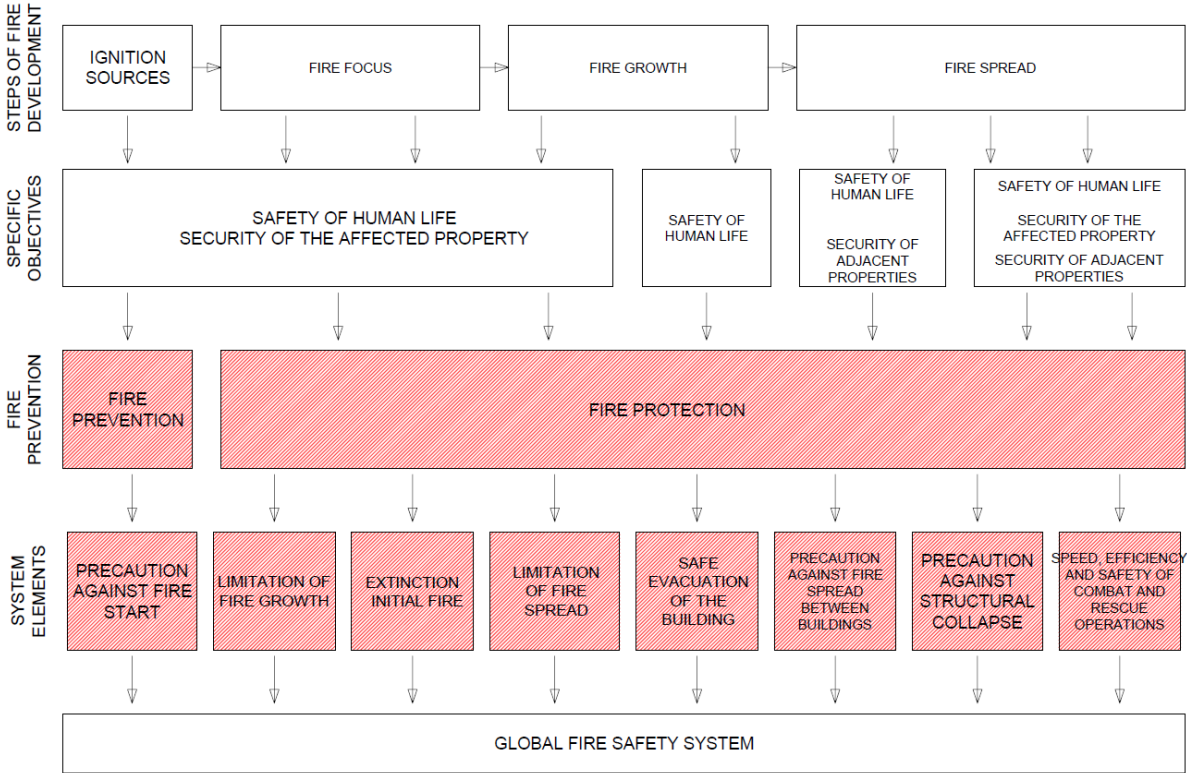 STEPS OF FIRE
DEVELOPMENT
IGNITION
SOURCES
FIRE FOCUS
FIRE GROWTH
FIRE SPREAD
SPECIFIC
OBJECTIVES
SAFETY OF HUMAN LIFE
SECURITY OF THE AFFECTED PROPERTY
SAFETY OF
HUMAN LIFE
SAFETY OF
HUMAN LIFE
SECURITY OF
ADJACENT
PROPERTIES
SAFETY OF HUMAN LIFE
SECURITY OF THE
AFFECTED PROPERTY
SECURITY OF ADJACENT
PROPERTIES
FIRE
PREVENTION
FIRE
PREVENTION
FIRE PROTECTION
SYSTEM
ELEMENTS
PRECAUTION
AGAINST FIRE
START
LIMITATION OF
FIRE GROWTH
EXTINCTION
INITIAL FIRE
LIMITATION
OF FIRE
SPREAD
SAFE
EVACUATION
OF THE
BUILDING
PRECAUTION
AGAINST FIRE
SPREAD
BETWEEN
BUILDINGS
PRECAUTION
AGAINST
STRUCTURAL
COLLAPSE
SPEED, EFFICIENCY
AND SAFETY OF
COMBAT AND
RESCUE
OPERATIONS
GLOBAL FIRE SAFETY SYSTEM